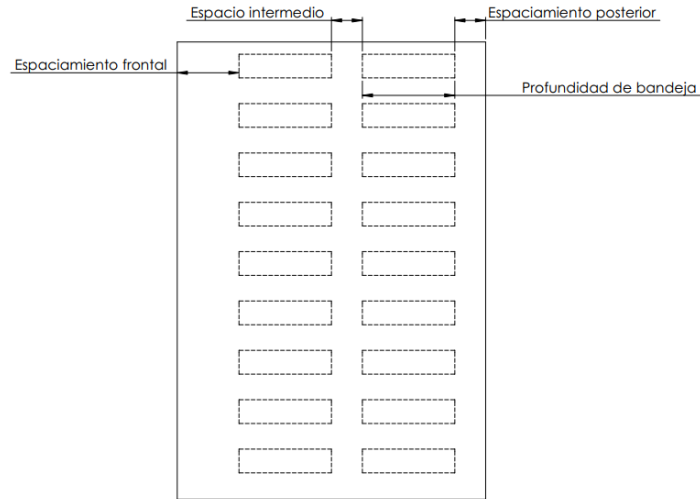 Espacio intermedio
Espaciamiento posterior
Espaciamiento frontal
Profundidad de bandeja